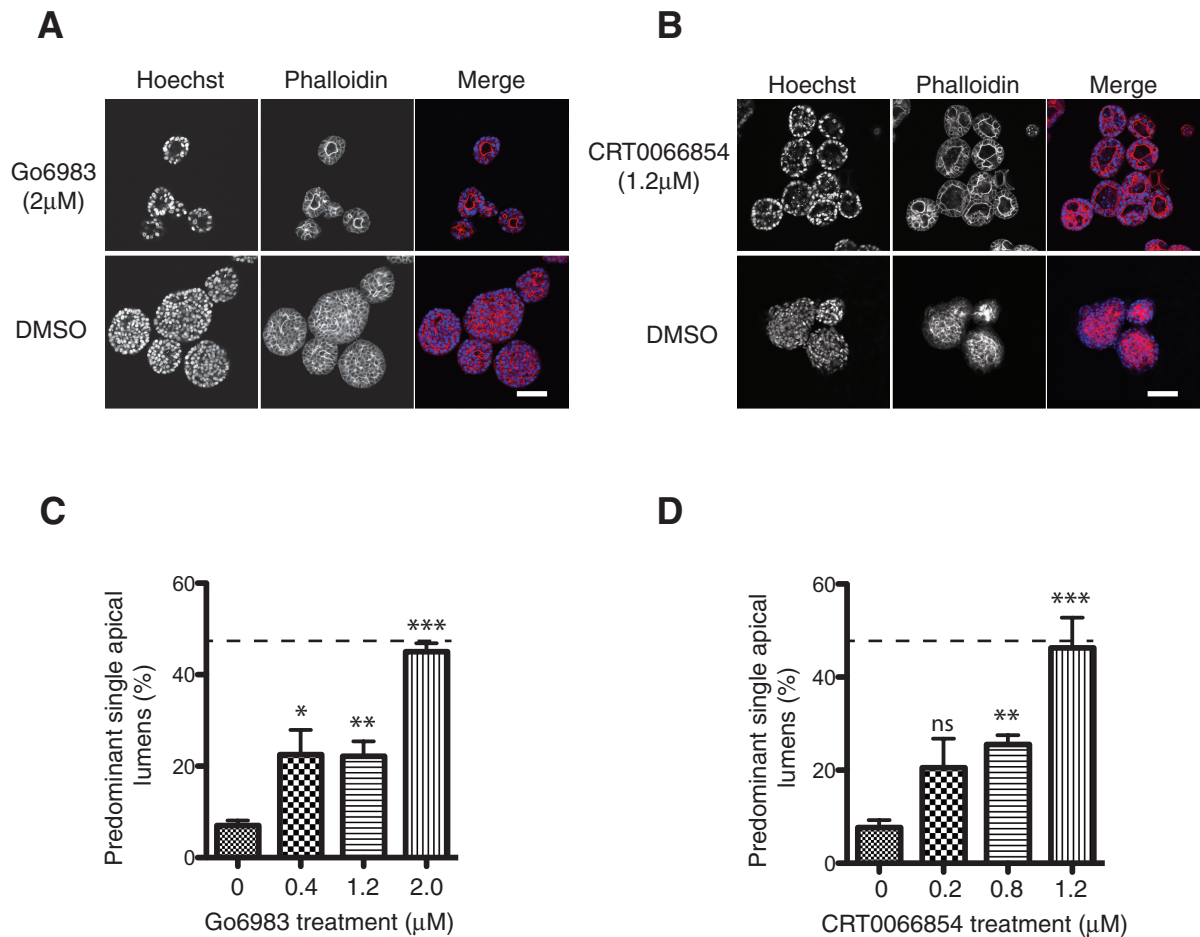 A
B
Hoechst Phalloidin Merge
Hoechst Phalloidin Merge
Go6983
(2μM)
CRT0066854
(1.2μM)
DMSO
DMSO
C
D
Predominant single apical
lumens (%)
60
40
20
0
*
**
***
0 0.4 1.2 2.0
Go6983 treatment (μM)
Predominant single apical
lumens (%)
60
40
20
0
ns
**
***
0 0.2 0.8 1.2
CRT0066854 treatment (μM)